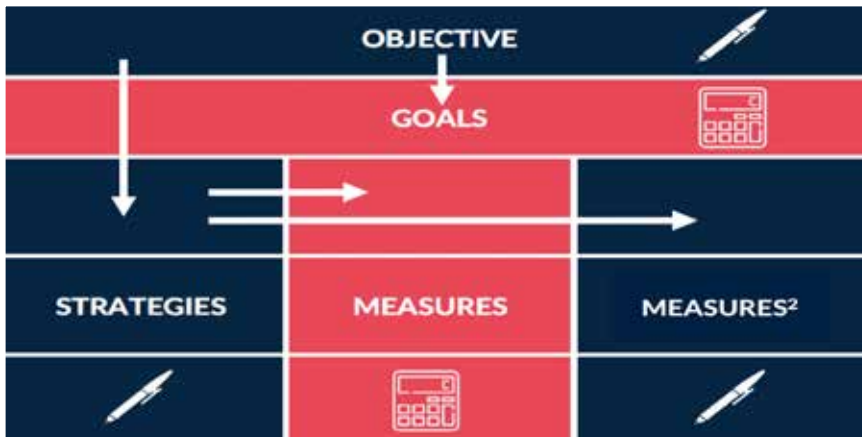 OBJECTIVE
GOALS
STRATEGIES
MEASURES
MEASURES²